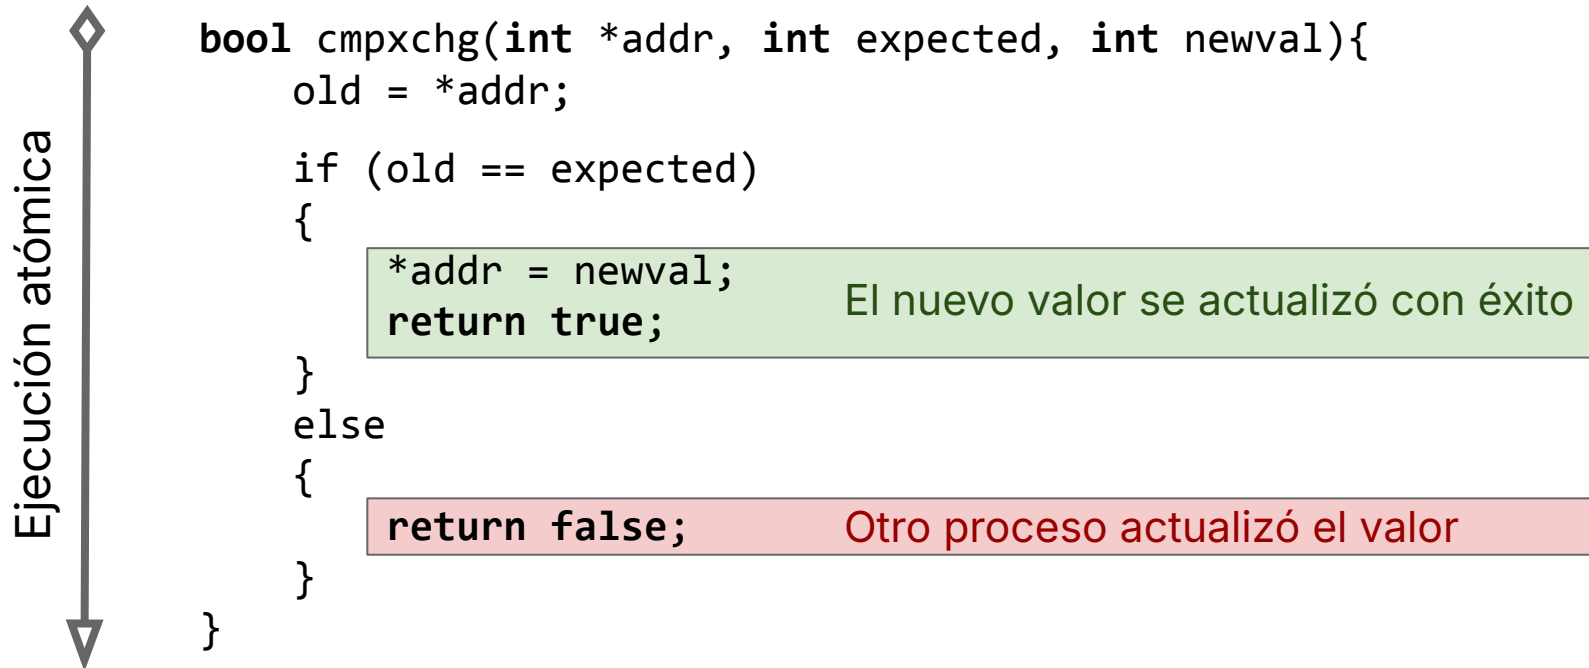 Ejecución atómica
bool cmpxchg(int *addr, int expected, int newval){
old = *addr;
if (old == expected)
{
*addr = newval;
return true;
El nuevo valor se actualizó con éxito
}
else
{
return false;
Otro proceso actualizó el valor
}
}